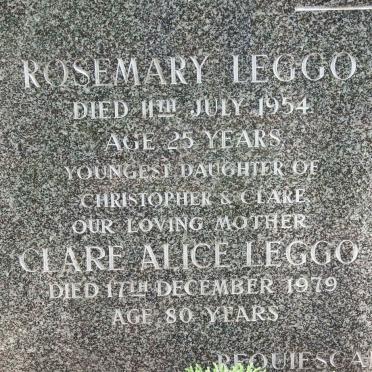 ROSEMARY LEGGO
DIED 11TH JULY 1954
AGE 25 YEARS,
YOUNGEST DAUGHTER OF
CHRISTOPHER & CLARE,
OUR LOVING MOTHER
CLARE ALICE LEGGO
DIED 17TH DECEMBER 1979
AGE 80 YEARS
REQUIESCA